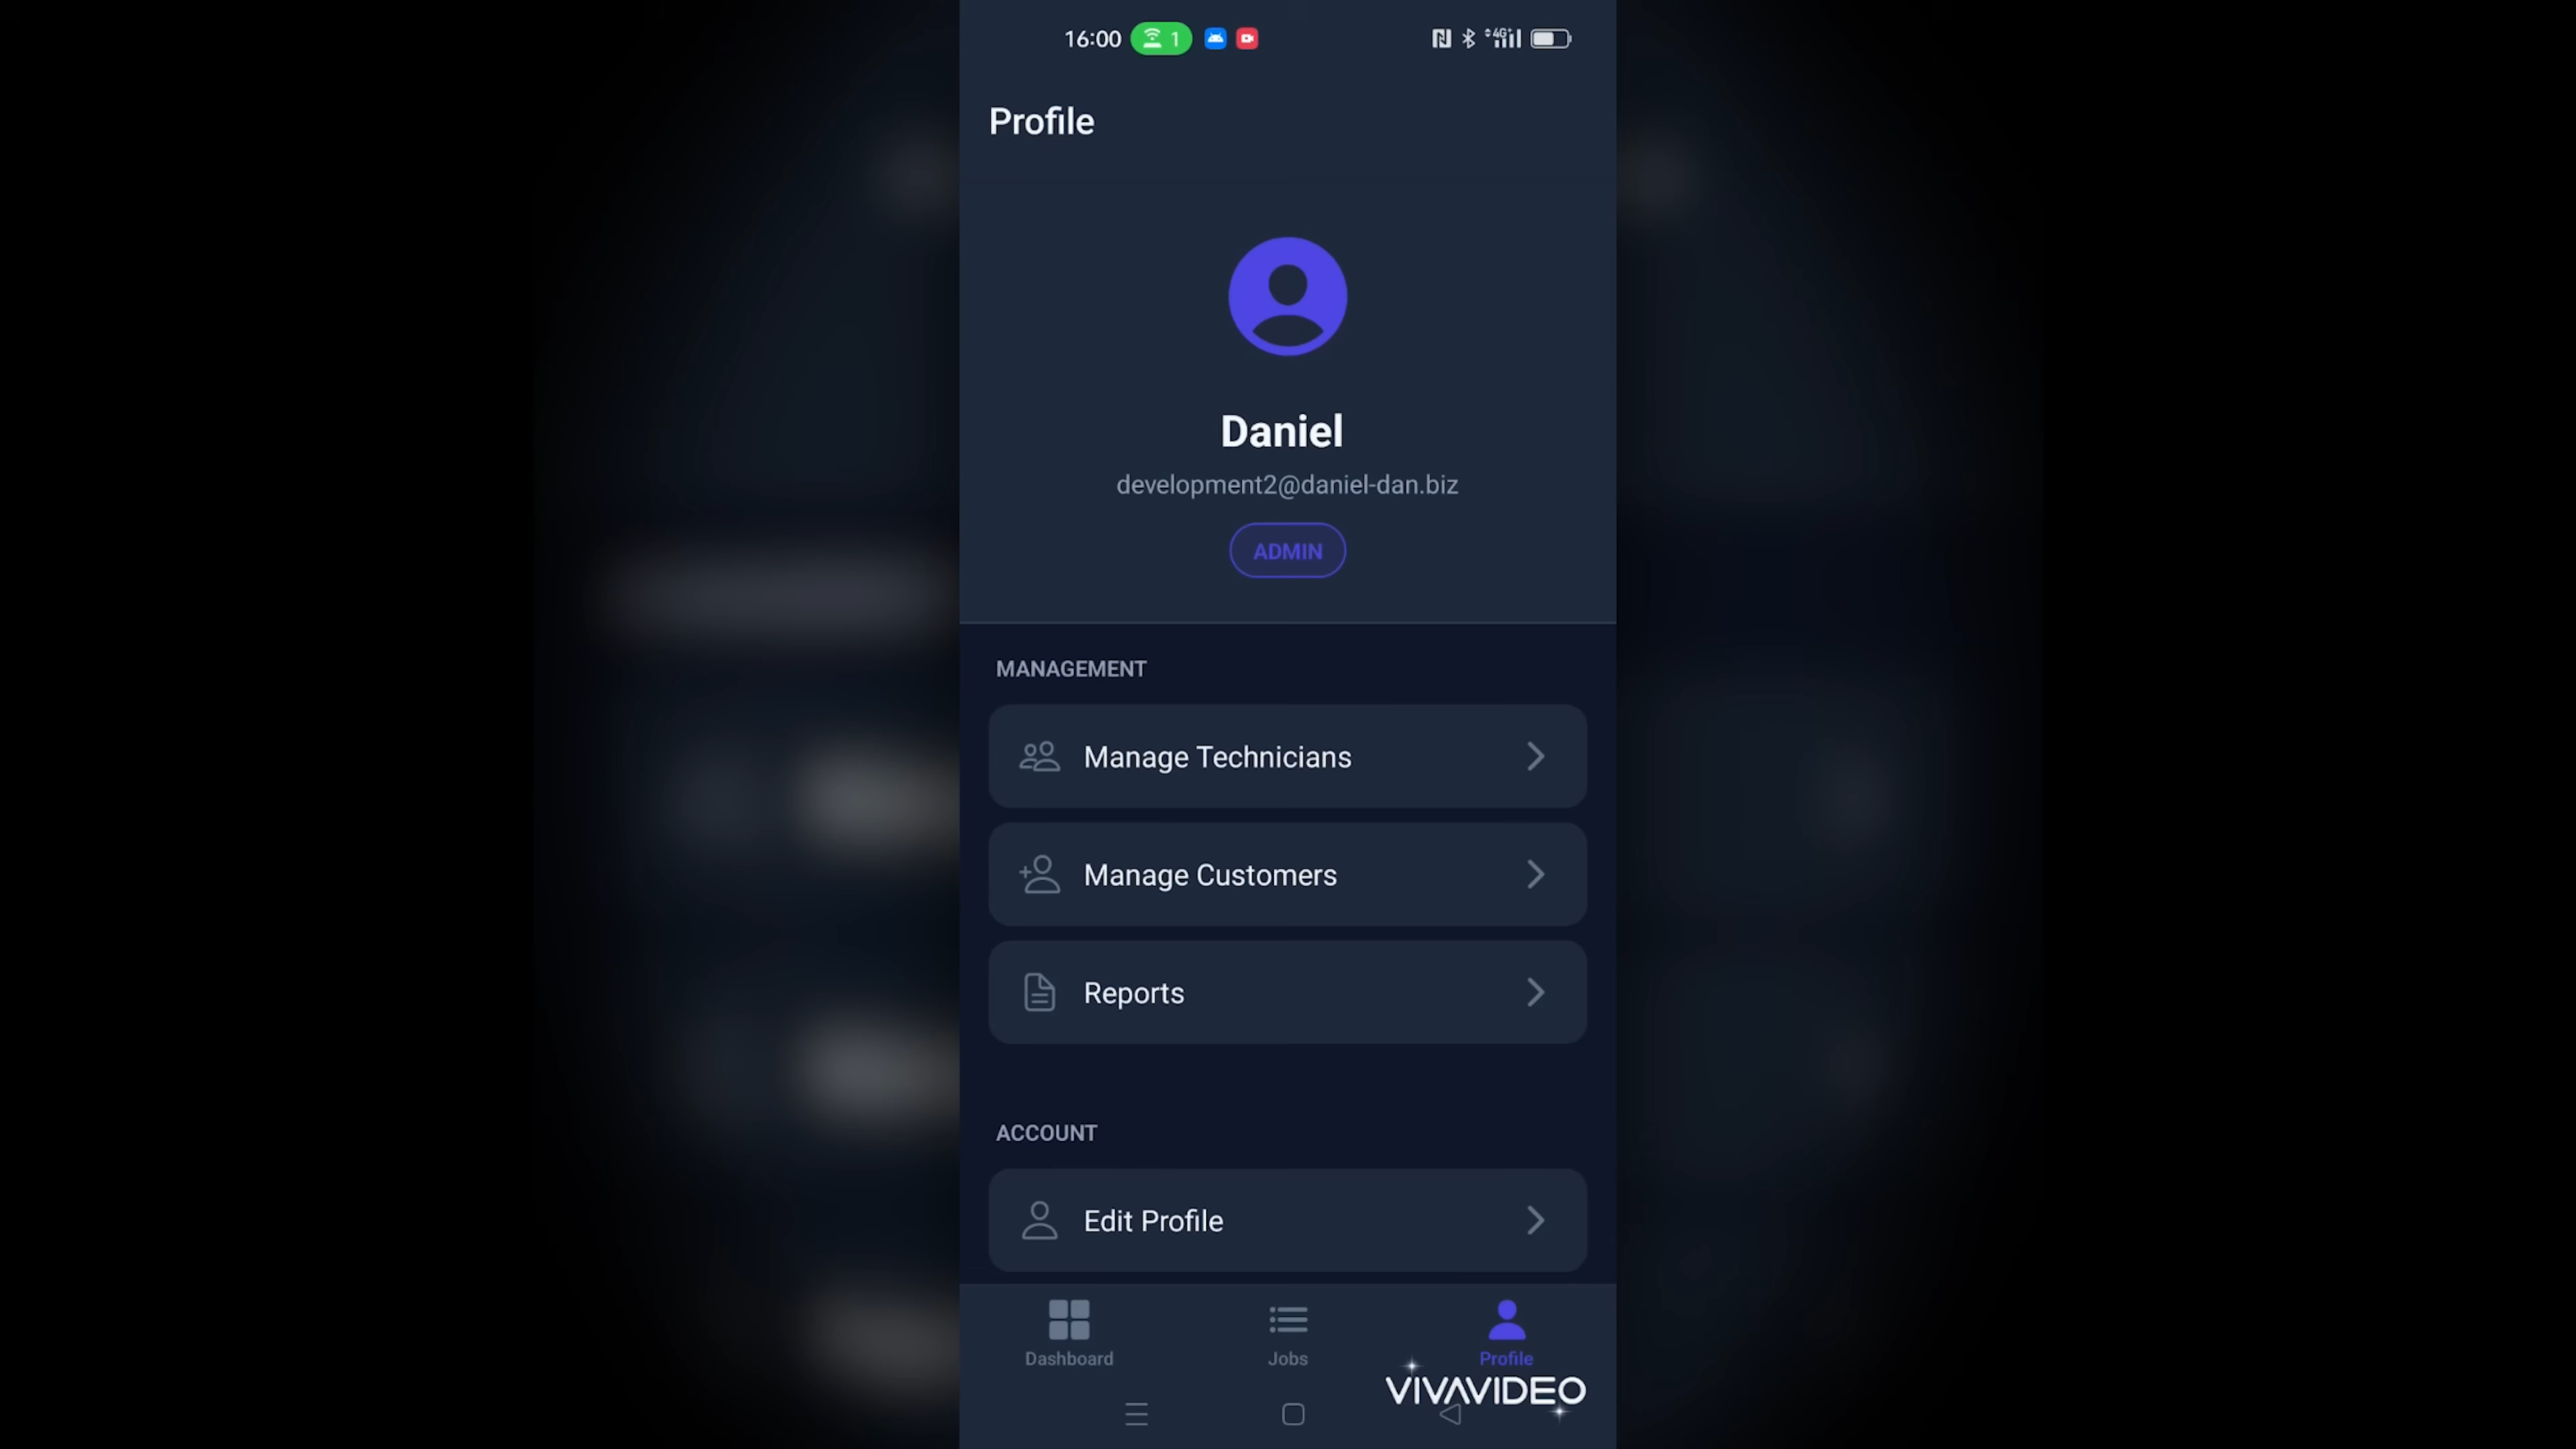 16:00 1 4G+
Profile
Daniel
development2@daniel-dan.biz
ADMIN
MANAGEMENT
Manage Technicians
Manage Customers
Reports
ACCOUNT
Edit Profile
Dashboard Jobs Profile
VIVAVIDEO